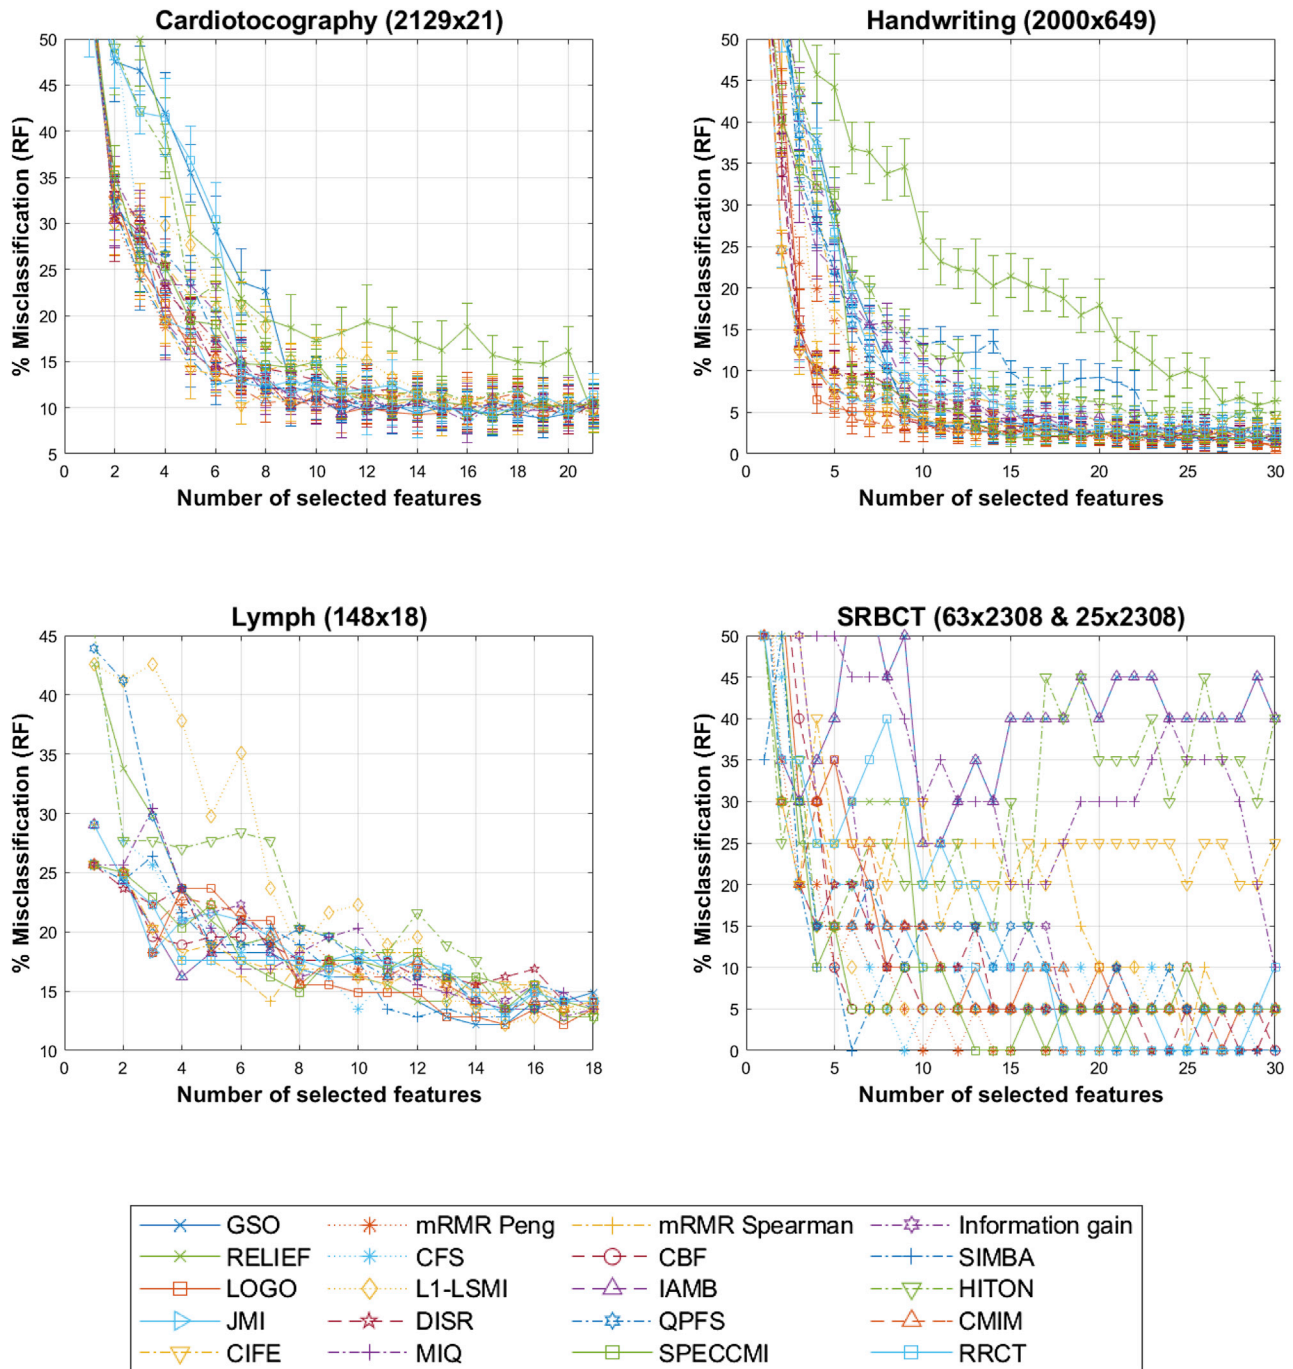 Cardiotocography (2129x21)
50
45
40
35
30
25
20
15
10
5
0 2 4 6 8 10 12 14 16 18 20
% Misclassification (RF)
Number of selected features
Handwriting (2000x649)
50
45
40
35
30
25
20
15
10
5
0
0 5 10 15 20 25 30
% Misclassification (RF)
Number of selected features
Lymph (148x18)
45
40
35
30
25
20
15
10
0 2 4 6 8 10 12 14 16 18
% Misclassification (RF)
Number of selected features
SRBCT (63x2308 & 25x2308)
50
45
40
35
30
25
20
15
10
5
0
0 5 10 15 20 25 30
% Misclassification (RF)
Number of selected features
GSO mRMR Peng mRMR Spearman Information gain
RELIEF CFS CBF SIMBA
LOGO L1-LSMI IAMB HITON
JMI DISR QPFS CMIM
CIFE MIQ SPECCMI RRCT